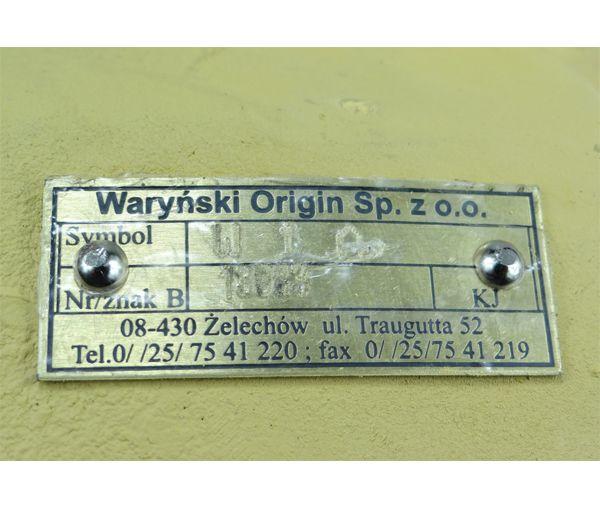 Waryński Origin Sp. z o.o.
Symbol
Nr/znak B KJ
08-430 Żelechów ul. Traugutta 52
Tel.0/ /25/ 75 41 220 ; fax 0/ /25/75 41 219